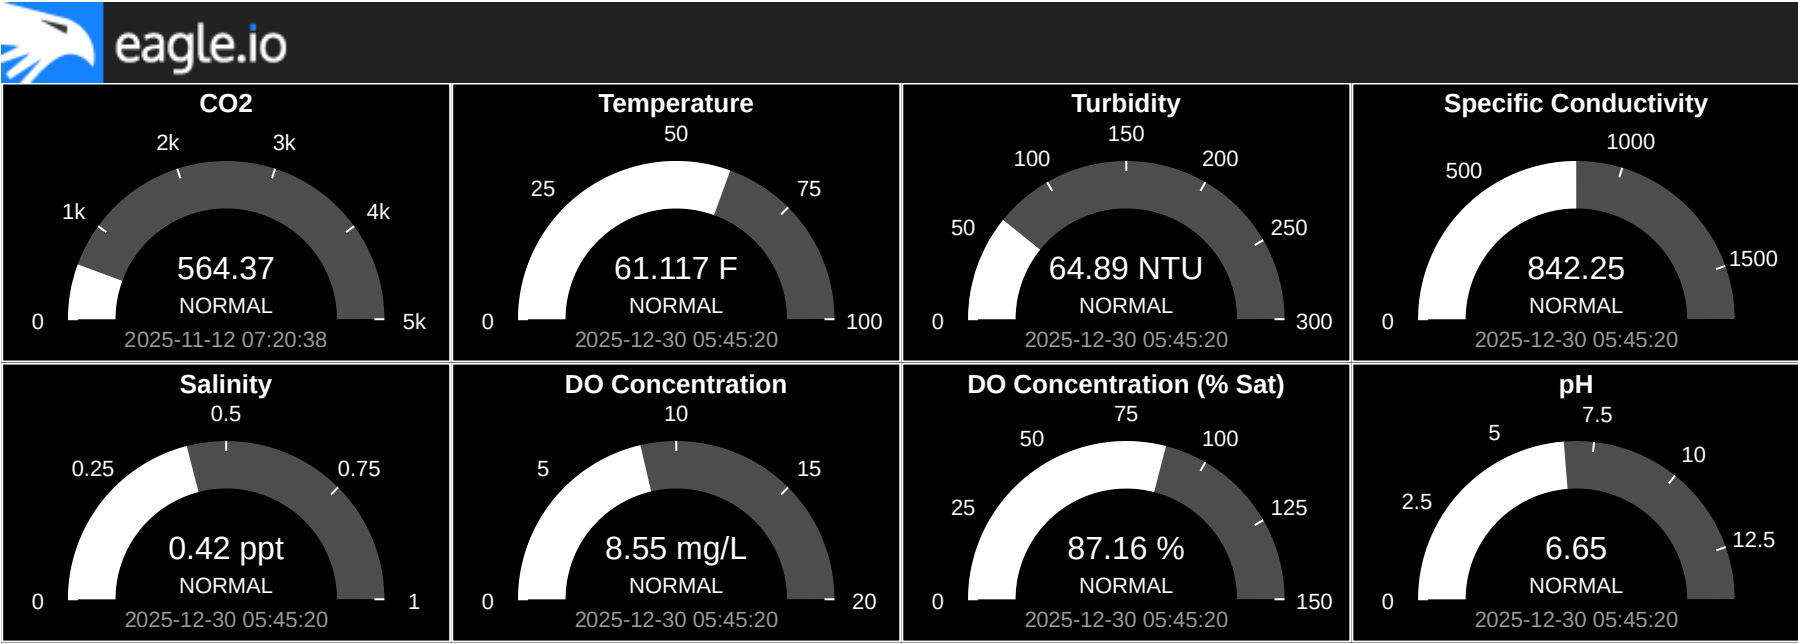 eagle.io
CO2
2k
3k
1k
4k
564.37
NORMAL
0
5k
2025-11-12 07:20:38
Temperature
50
25
75
61.117 F
NORMAL
0
100
2025-12-30 05:45:20
Turbidity
150
100
200
50
250
64.89 NTU
NORMAL
0
300
2025-12-30 05:45:20
Specific Conductivity
1000
500
1500
842.25
NORMAL
0
2025-12-30 05:45:20
Salinity
0.5
0.25
0.75
0.42 ppt
NORMAL
0
1
2025-12-30 05:45:20
DO Concentration
10
5
15
8.55 mg/L
NORMAL
0
20
2025-12-30 05:45:20
DO Concentration (% Sat)
75
50
100
25
125
87.16 %
NORMAL
0
150
2025-12-30 05:45:20
pH
7.5
5
10
2.5
12.5
6.65
NORMAL
0
2025-12-30 05:45:20